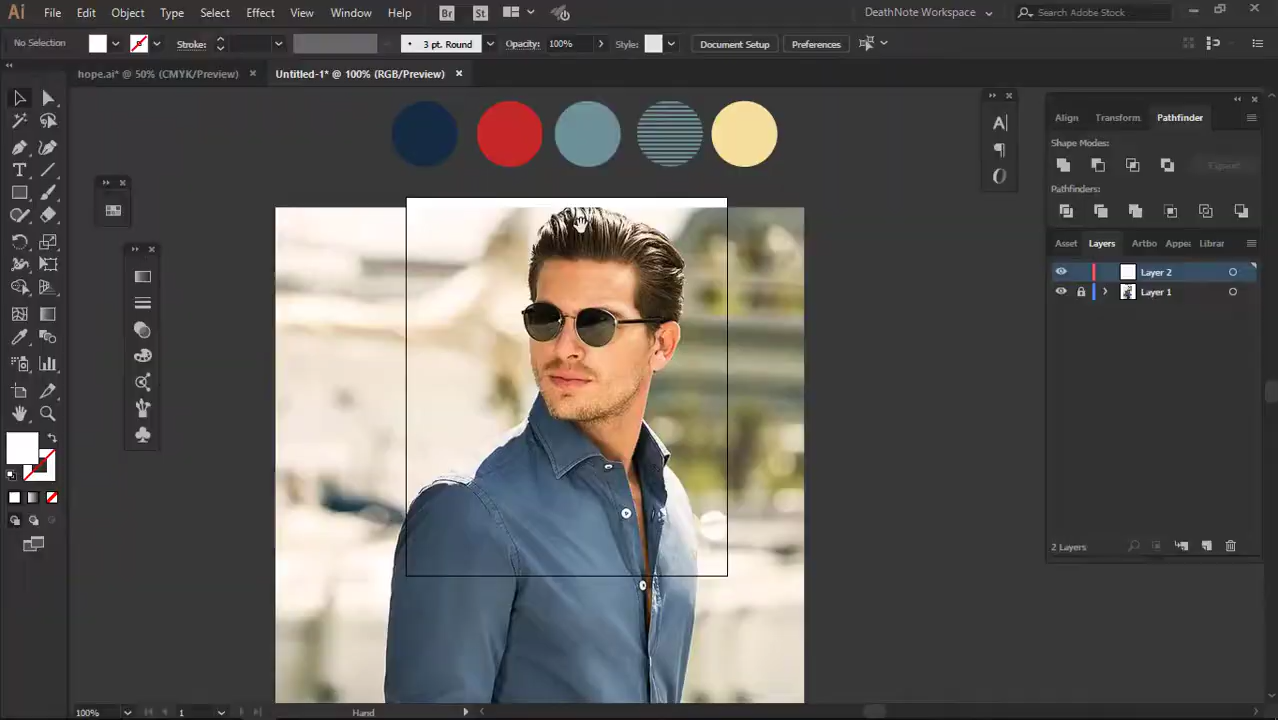 Ai File Edit Object Type Select Effect View Window Help Br St DeathNote Workspace Search Adobe Stock
No Selection Stroke: 3 pt. Round Opacity: 100% Style: Document Setup Preferences
hope.ai* @ 50% (CMYK/Preview) Untitled-1* @ 100% (RGB/Preview)
Align Transform Pathfinder
Shape Modes:
Expand
Pathfinders:
Asset Layers Artbo Appea Librar
Layer 2
Layer 1
2 Layers
100% 1 Hand